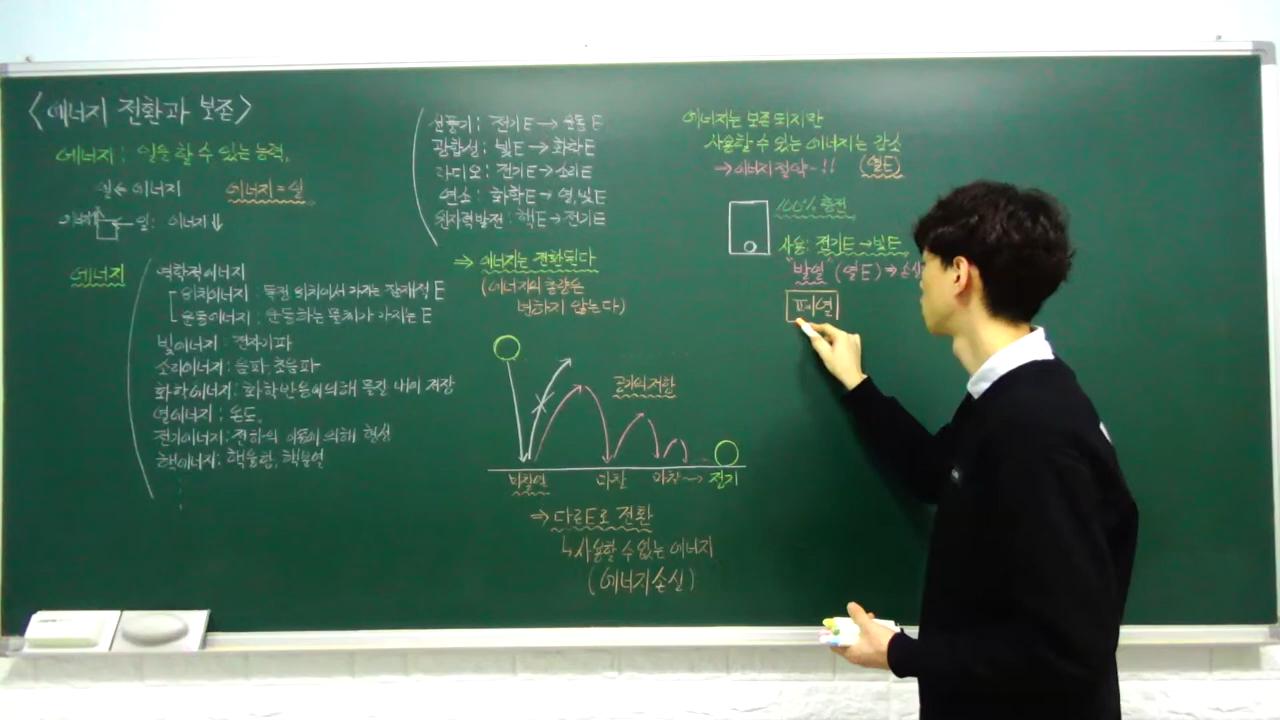 <에너지 전환과 보존>
에너지 : 일을 할 수 있는 능력.
일 ⇄ 에너지 에너지 = 일
일: 에너지↓
에너지
역학적에너지
위치에너지 : 특정 위치에서 가지는 잠재적 E
운동에너지 : 운동하는 물체가 가지는 E
빛에너지 : 전자기파
소리에너지 : 음파, 초음파
화학에너지 : 화학반응에 의해 물질 내에 저장
열에너지 : 온도.
전기에너지 : 전하의 이동에 의해 형성
핵에너지 : 핵융합, 핵분열
선풍기 : 전기E → 운동E
광합성 : 빛E → 화학E
라디오 : 전기E → 소리E
연소 : 화학E → 열,빛E
원자력발전 : 핵E → 전기E
⇒ 에너지는 전환된다
(에너지의 총량은
변하지 않는다)
공기의 저항
마찰열 마찰 마찰 → 정지
⇒ 다른E로 전환
↳ 사용할 수 없는 에너지
(에너지손실)
에너지는 보존되지만
사용할 수 있는 에너지는 감소
→ 에너지 절약~!! (열E)
100% 충전
사용: 전기E → 빛E
"발열" (열E) ⇒ 손실
폐열